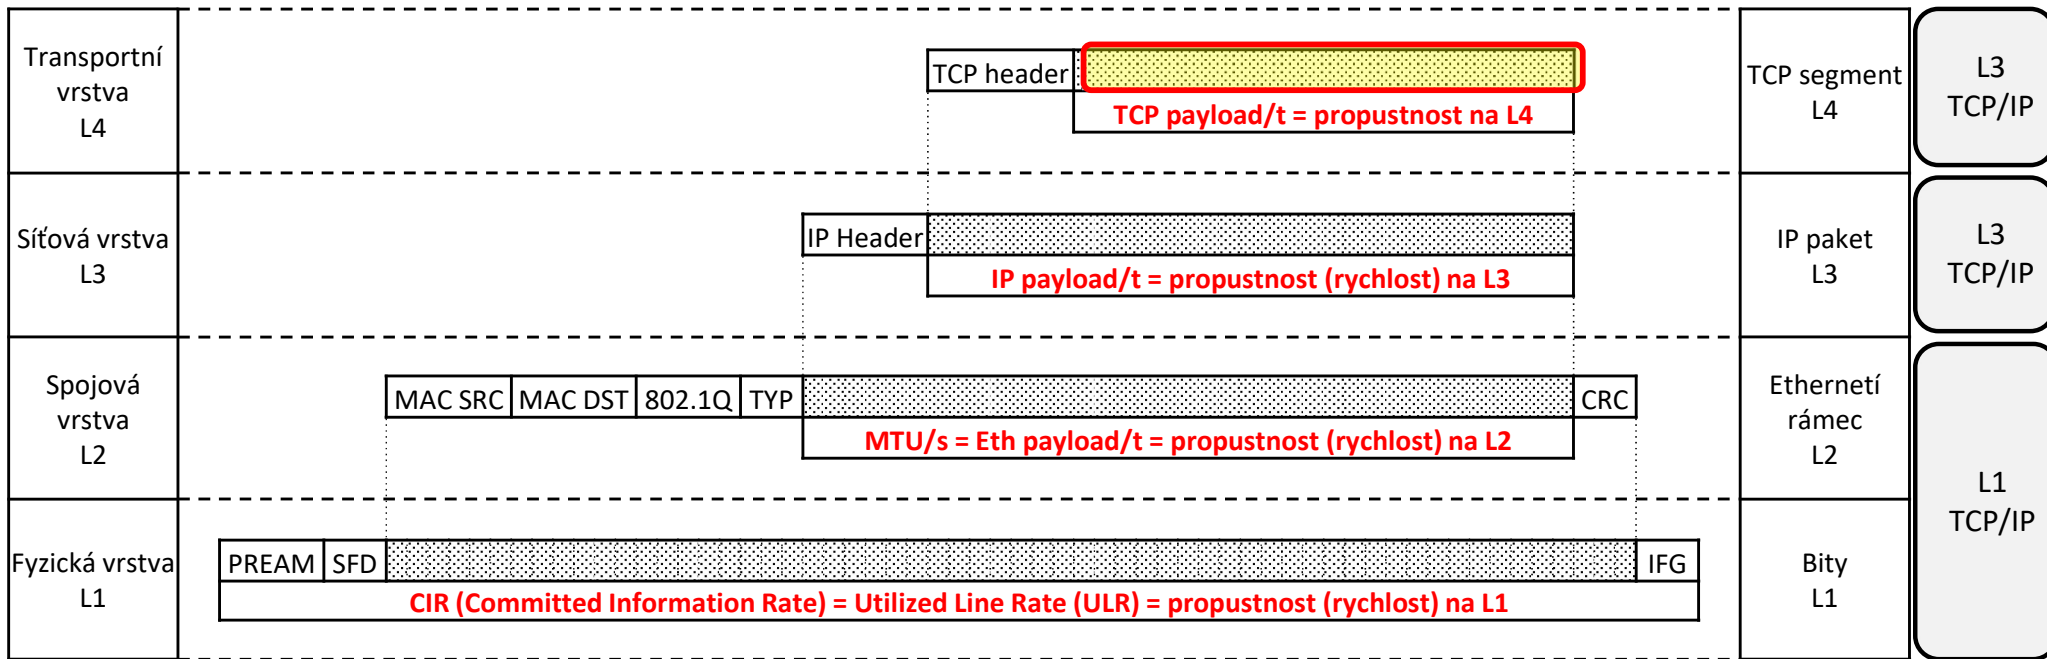 Transportní
vrstva
L4
TCP header
TCP payload/t = propustnost na L4
TCP segment
L4
L3
TCP/IP
Síťová vrstva
L3
IP Header
IP payload/t = propustnost (rychlost) na L3
IP paket
L3
L3
TCP/IP
Spojová
vrstva
L2
MAC SRC
MAC DST
802.1Q
TYP
CRC
MTU/s = Eth payload/t = propustnost (rychlost) na L2
Ethernetí
rámec
L2
L1
TCP/IP
Fyzická vrstva
L1
PREAM
SFD
IFG
CIR (Committed Information Rate) = Utilized Line Rate (ULR) = propustnost (rychlost) na L1
Bity
L1